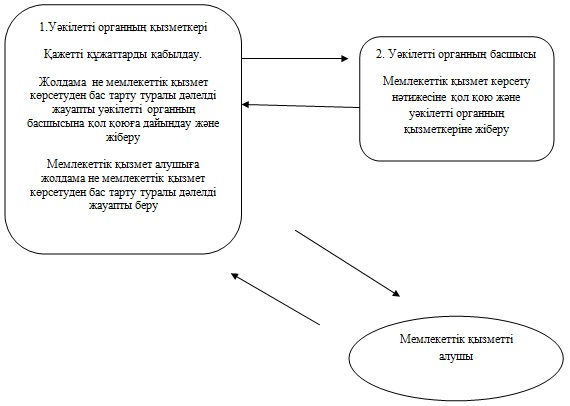 1.Уәкілетті органның қызметкері
Қажетті құжаттарды қабылдау.
Жолдама не мемлекеттік қызмет
көрсетуден бас тарту туралы дәлелді
жауапты уәкілетті органның
басшысына қол қоюға дайындау және
жіберу
Мемлекеттік қызмет алушыға
жолдама не мемлекеттік қызмет
көрсетуден бас тарту туралы дәлелді
жауапты беру
2. Уәкілетті органның басшысы
Мемлекеттік қызмет көрсету
нәтижесіне қол қою және
уәкілетті органның
қызметкеріне жіберу
Мемлекеттік қызметті
алушы